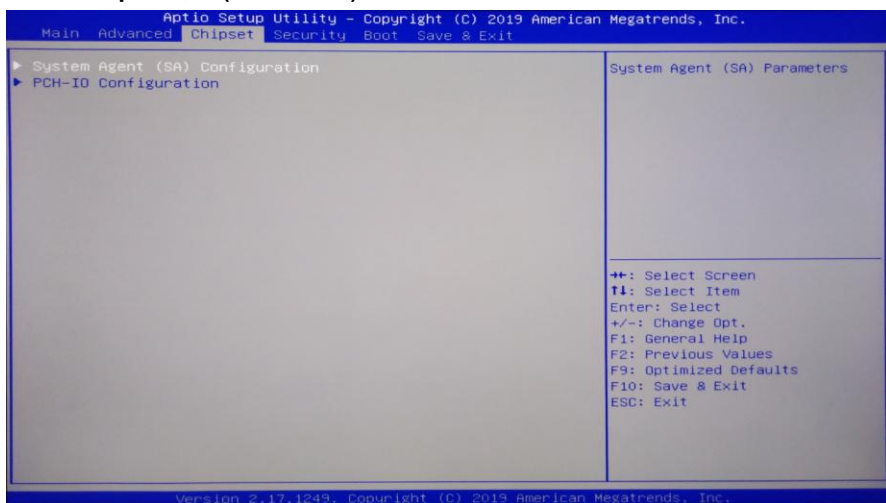 Aptio Setup Utility – Copyright (C) 2019 American Megatrends, Inc.
Main Advanced Chipset Security Boot Save & Exit
▶ System Agent (SA) Configuration
▶ PCH-IO Configuration
System Agent (SA) Parameters
→←: Select Screen
↑↓: Select Item
Enter: Select
+/-: Change Opt.
F1: General Help
F2: Previous Values
F9: Optimized Defaults
F10: Save & Exit
ESC: Exit
Version 2.17.1249. Copyright (C) 2019 American Megatrends, Inc.